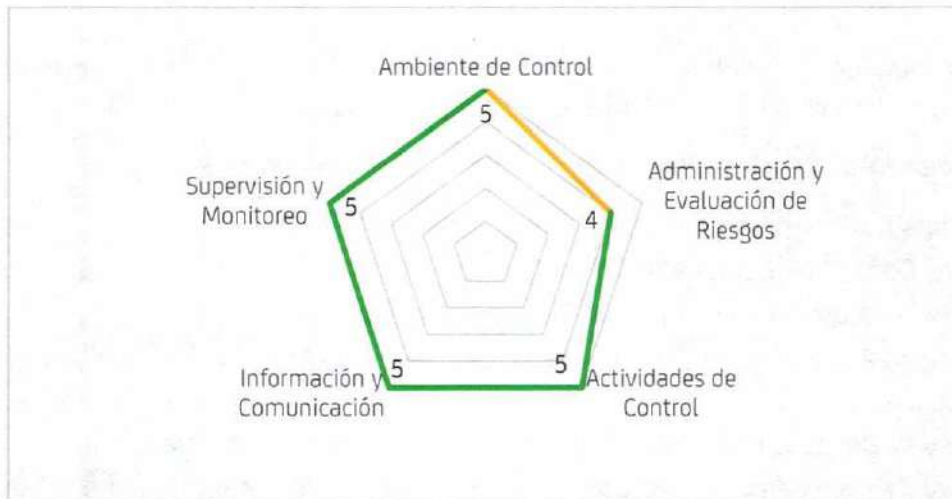 Ambiente de Control
5
Administración y
Evaluación de
Riesgos
4
Supervisión y
Monitoreo
5
Información y
Comunicación
5
5
Actividades de
Control